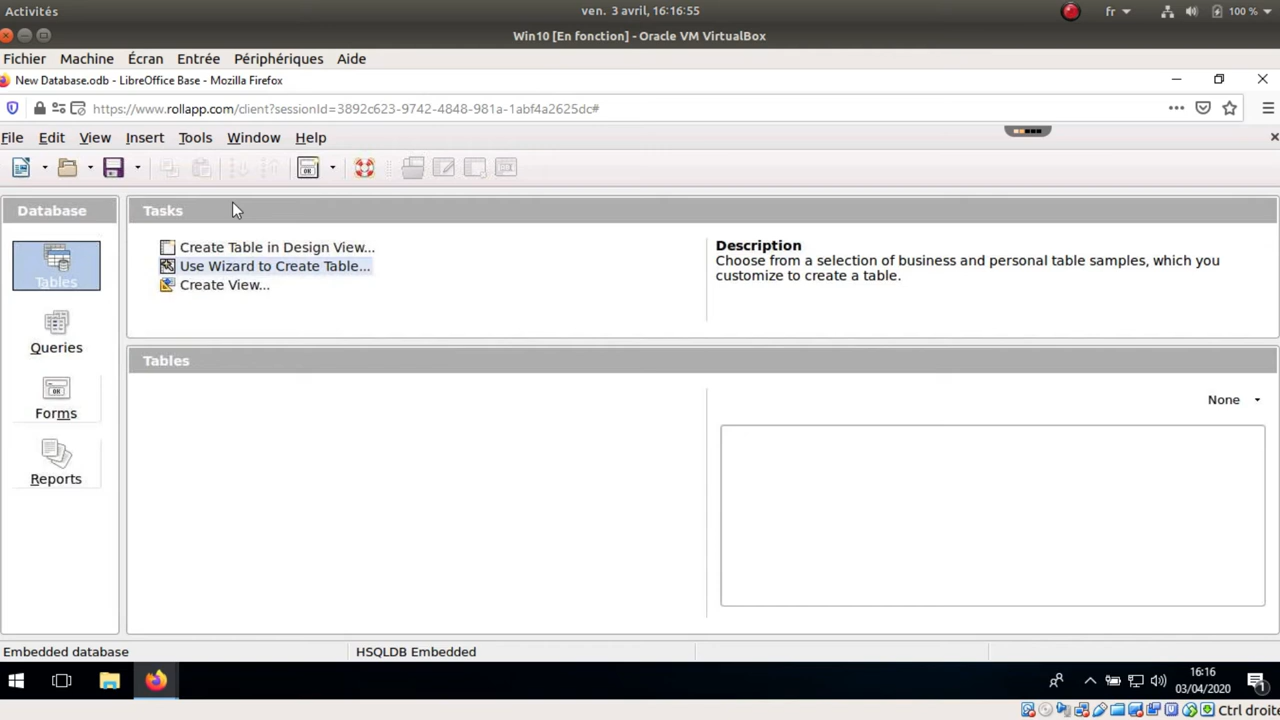 Activités
ven. 3 avril, 16:16:55
fr
100 %
Win10 [En fonction] - Oracle VM VirtualBox
Fichier Machine Écran Entrée Périphériques Aide
New Database.odb - LibreOffice Base - Mozilla Firefox
https://www.rollapp.com/client?sessionId=3892c623-9742-4848-981a-1abf4a2625dc#
File Edit View Insert Tools Window Help
Database
Tables
Queries
Forms
Reports
Tasks
Create Table in Design View...
Use Wizard to Create Table...
Create View...
Description
Choose from a selection of business and personal table samples, which you
customize to create a table.
Tables
None
Embedded database
HSQLDB Embedded
16:16
03/04/2020
1
Ctrl droite